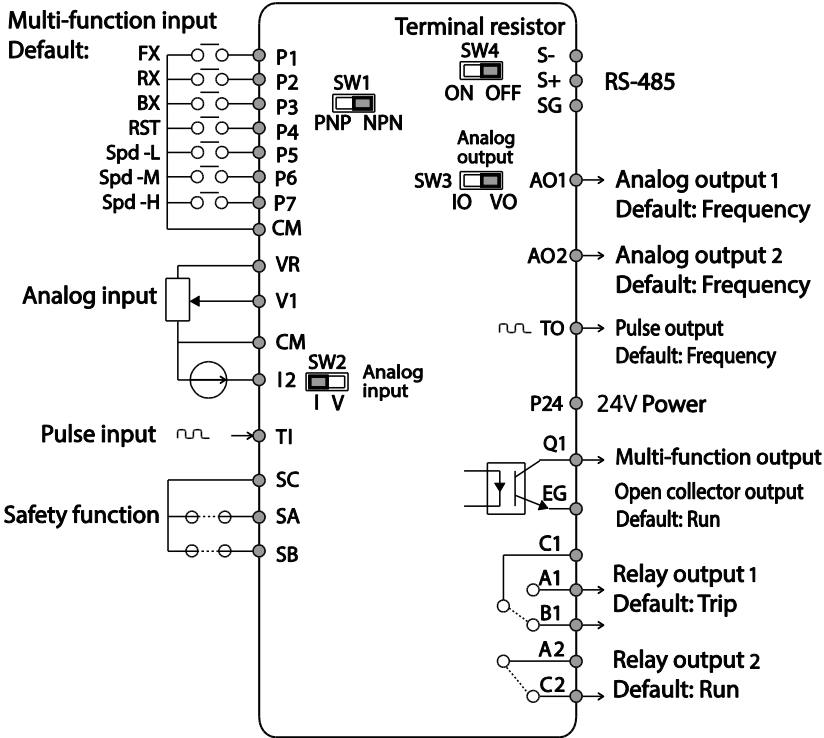 Multi-function input
Default:
FX
P1
RX
P2
BX
P3
RST
P4
Spd -L
P5
Spd -M
P6
Spd -H
P7
CM
VR
Analog input
V1
CM
I2
SW2
I V
Analog
input
Pulse input
TI
SC
Safety function
SA
SB
SW1
PNP NPN
Terminal resistor
SW4
ON OFF
S-
S+
SG
RS-485
Analog
output
SW3
IO VO
AO1
Analog output 1
Default: Frequency
AO2
Analog output 2
Default: Frequency
TO
Pulse output
Default: Frequency
P24
24V Power
Q1
Multi-function output
EG
Open collector output
Default: Run
C1
A1
Relay output 1
Default: Trip
B1
A2
Relay output 2
C2
Default: Run